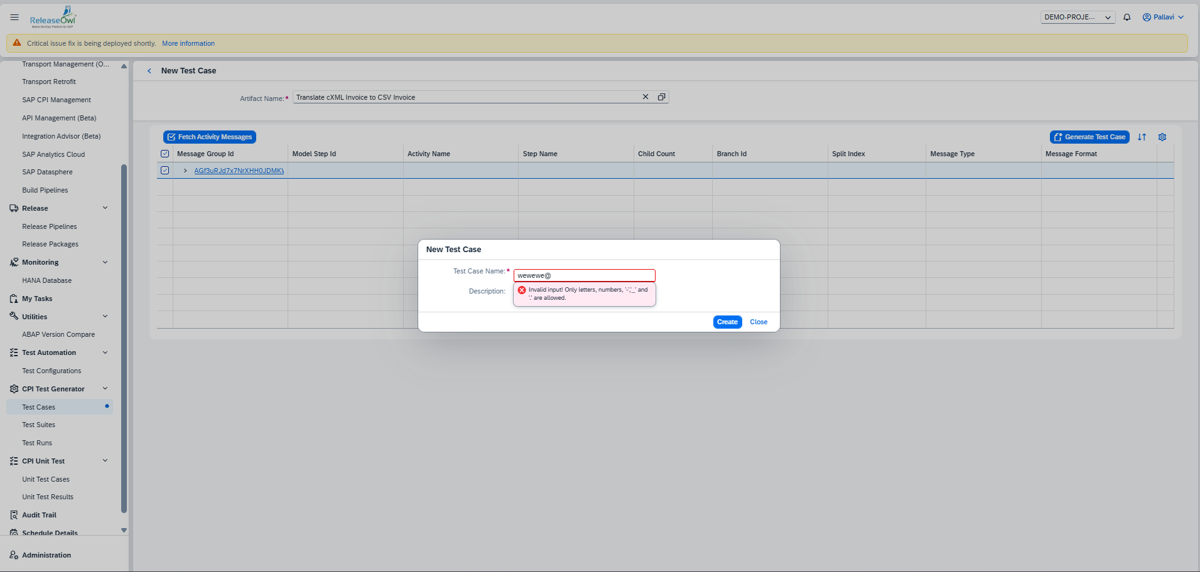 ReleaseOwl
DEMO-PROJE...
Pallavi
Critical issue fix is being deployed shortly. More information
Transport Management (O...
Transport Retrofit
SAP CPI Management
API Management (Beta)
Integration Advisor (Beta)
SAP Analytics Cloud
SAP Datasphere
Build Pipelines
Release
Release Pipelines
Release Packages
Monitoring
HANA Database
My Tasks
Utilities
ABAP Version Compare
Test Automation
Test Configurations
CPI Test Generator
Test Cases
Test Suites
Test Runs
CPI Unit Test
Unit Test Cases
Unit Test Results
Audit Trail
Schedule Details
Administration
New Test Case
Artifact Name:* Translate cXML Invoice to CSV Invoice
Fetch Activity Messages Generate Test Case
Message Group Id Model Step Id Activity Name Step Name Child Count Branch Id Split Index Message Type Message Format
New Test Case
Test Case Name:* wewewe@
Description:
Invalid input! Only letters, numbers, '-','_' and
'.' are allowed.
Create Close